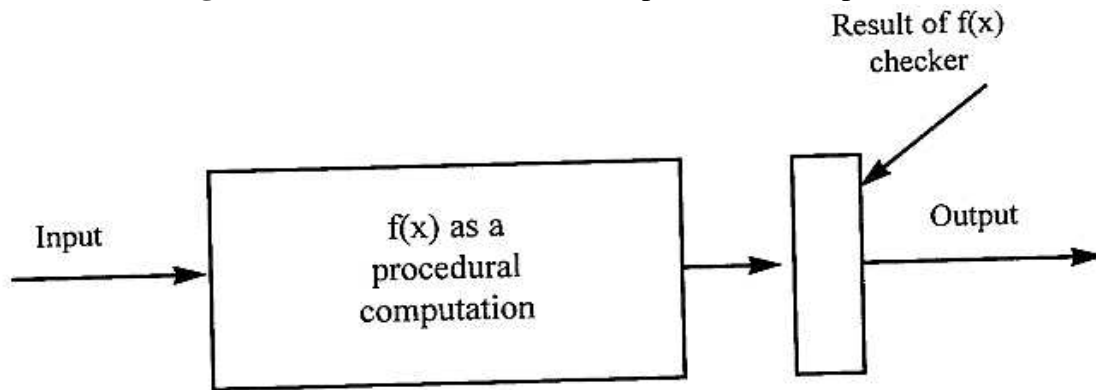 Result of f(x)
checker
Input
f(x) as a
procedural
computation
Output